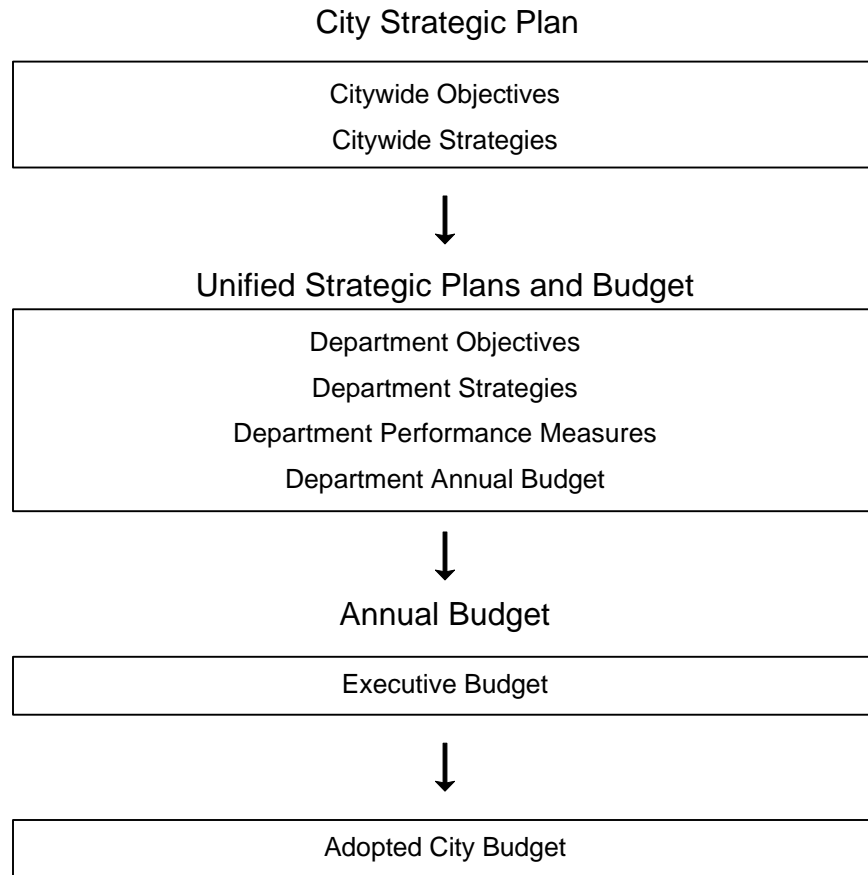 City Strategic Plan
Citywide Objectives
Citywide Strategies
Unified Strategic Plans and Budget
Department Objectives
Department Strategies
Department Performance Measures
Department Annual Budget
Annual Budget
Executive Budget
Adopted City Budget